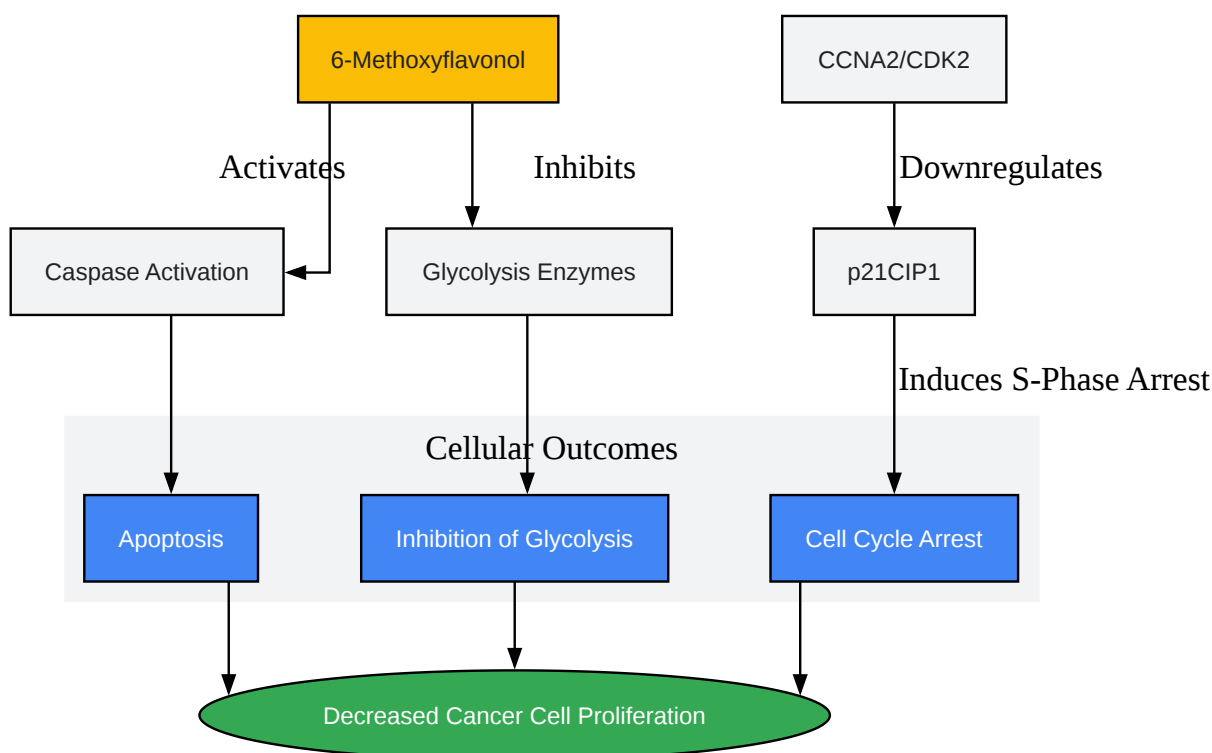 6-Methoxyflavonol
CCNA2/CDK2
Activates
Inhibits
Downregulates
Caspase Activation
Glycolysis Enzymes
p21CIP1
Induces S-Phase Arrest
Cellular Outcomes
Apoptosis
Inhibition of Glycolysis
Cell Cycle Arrest
Decreased Cancer Cell Proliferation